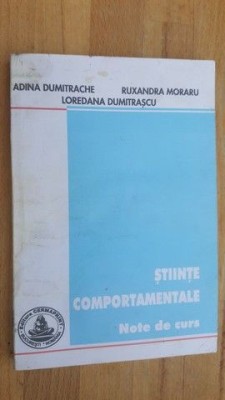 ADINA DUMITRACHE RUXANDRA MORARU
LOREDANA DUMITRAȘCU
ȘTIINȚE
COMPORTAMENTALE
Note de curs